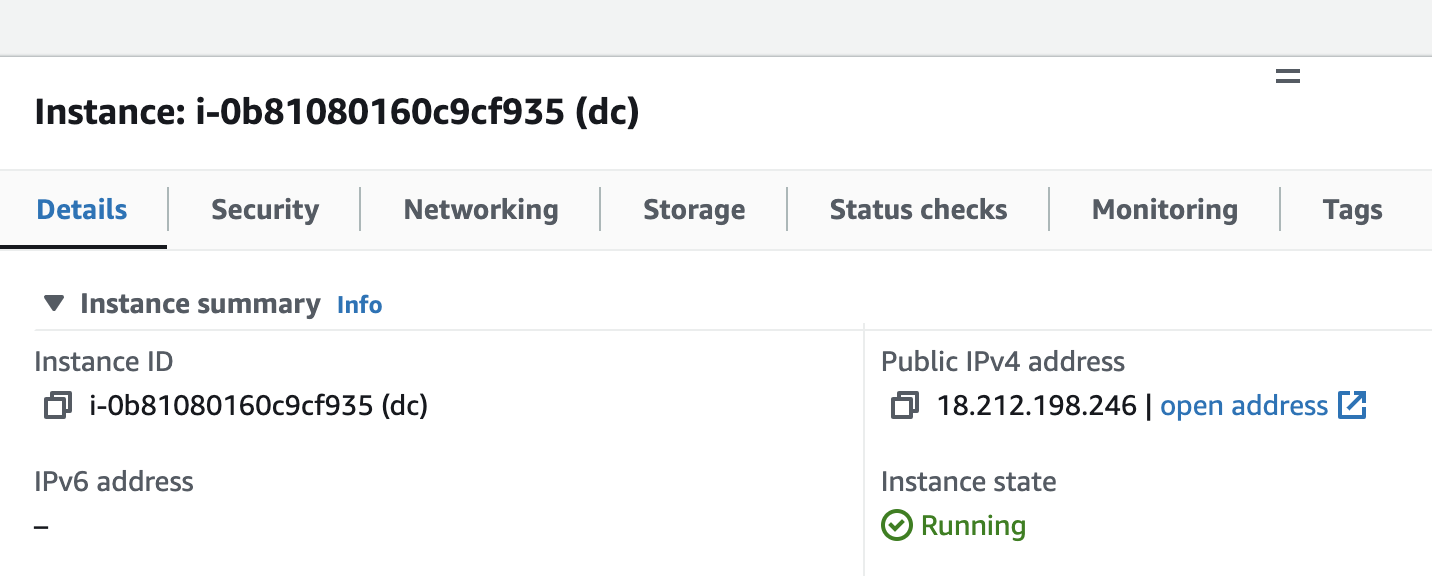 Instance: i-0b81080160c9cf935 (dc)
Details Security Networking Storage Status checks Monitoring Tags
Instance summary Info
Instance ID
i-0b81080160c9cf935 (dc)
Public IPv4 address
18.212.198.246 | open address
IPv6 address
–
Instance state
Running